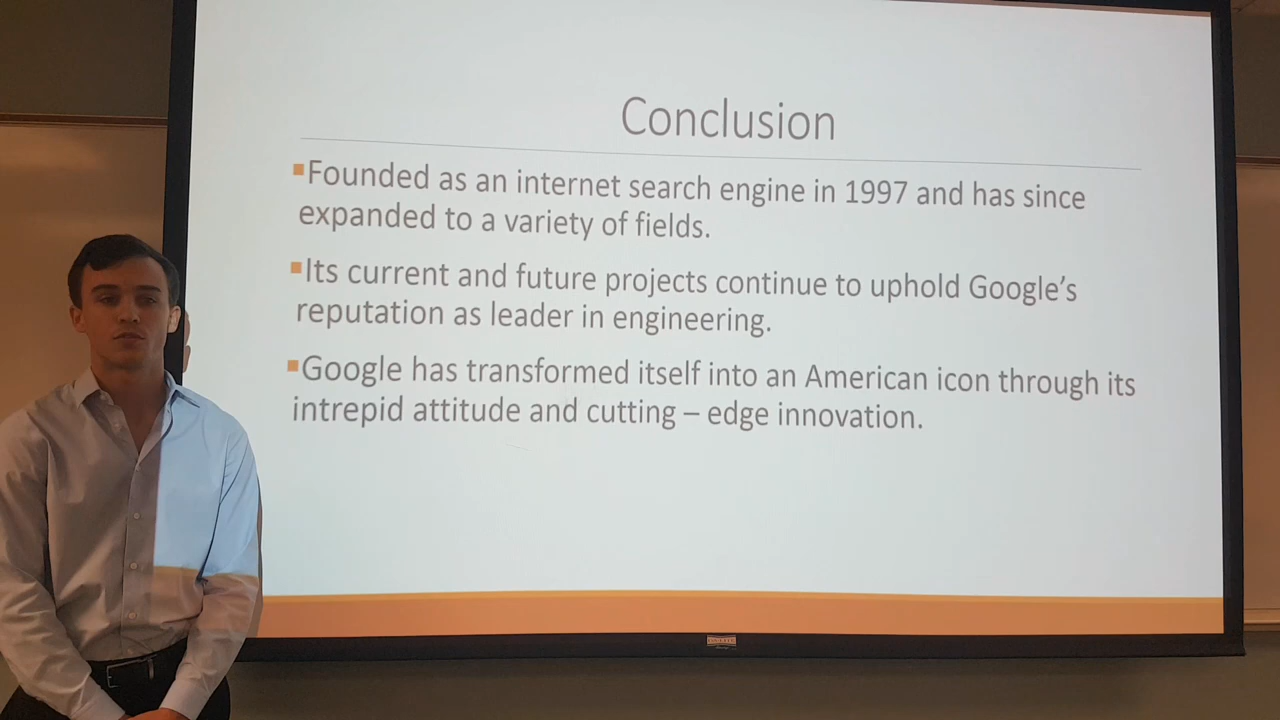 Conclusion
▪Founded as an internet search engine in 1997 and has since
expanded to a variety of fields.
▪Its current and future projects continue to uphold Google's
reputation as leader in engineering.
▪Google has transformed itself into an American icon through its
intrepid attitude and cutting – edge innovation.